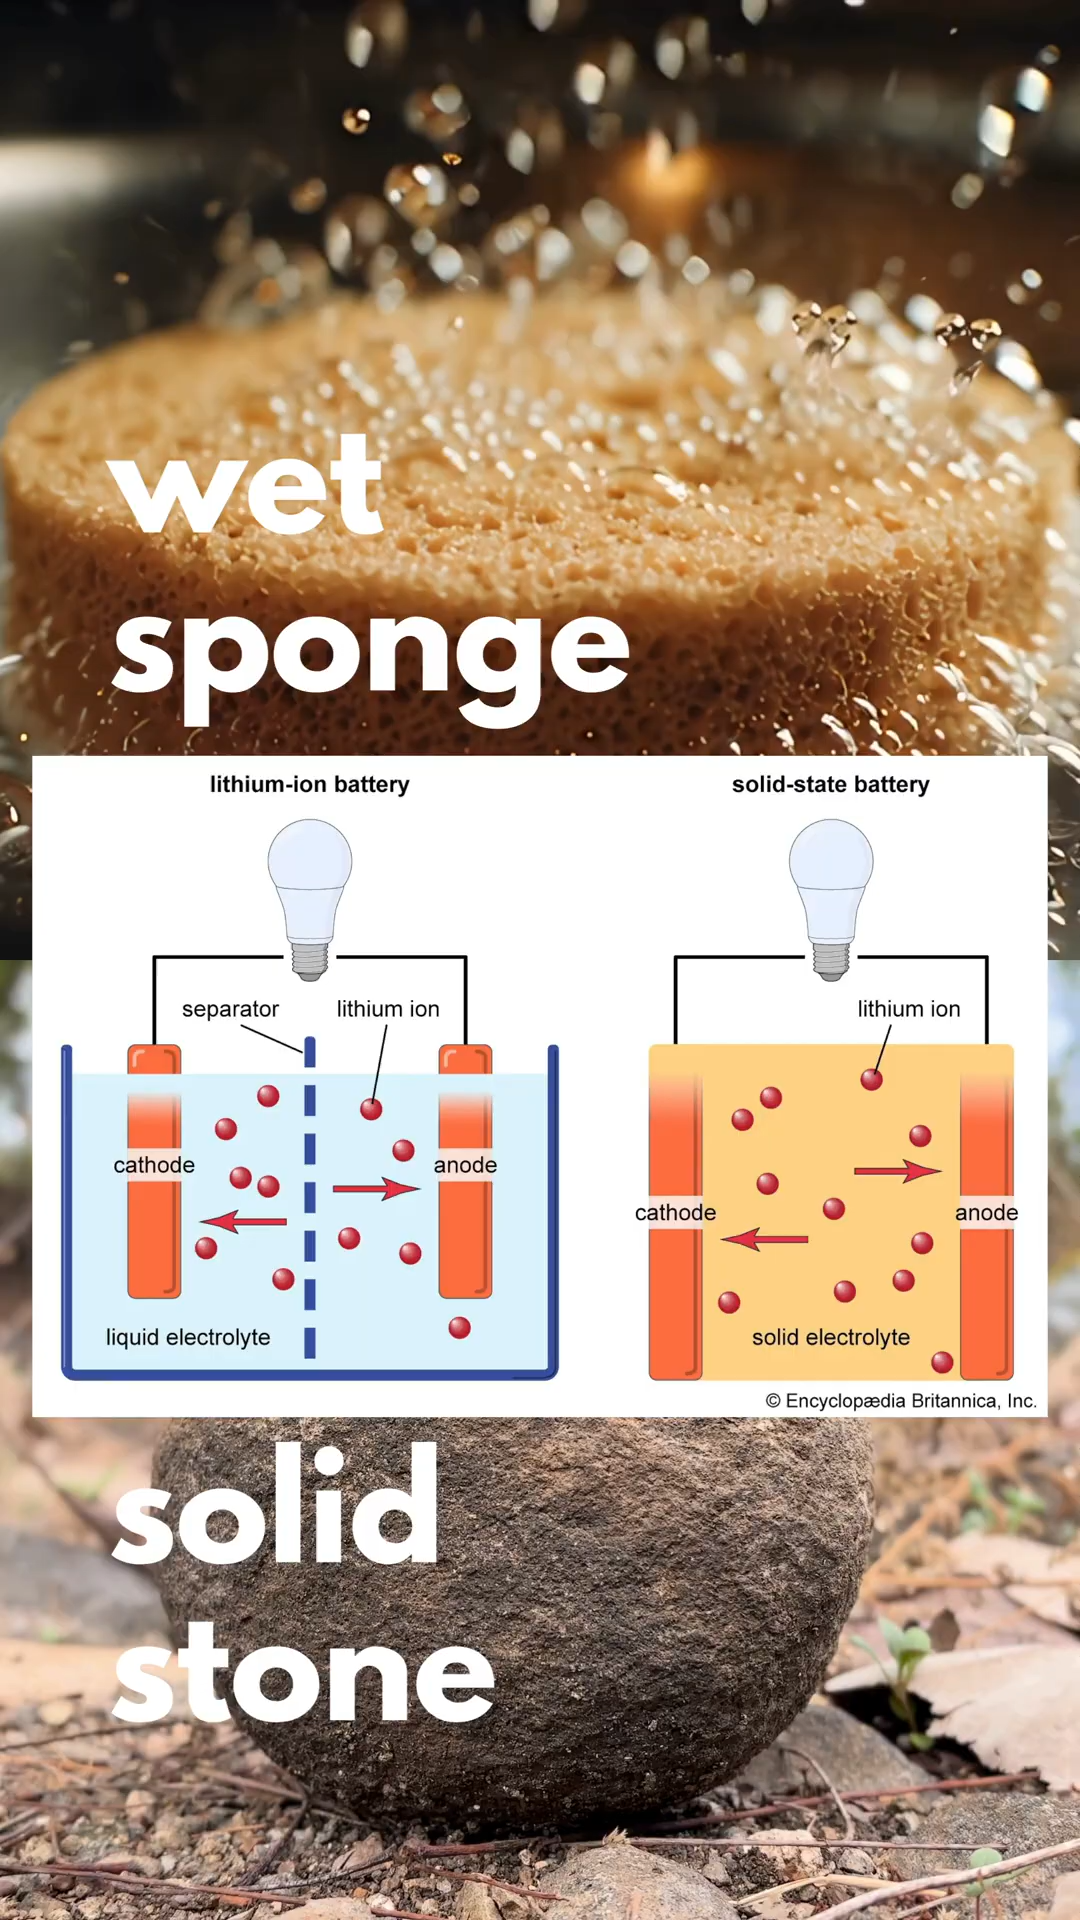 wet
sponge
lithium-ion battery
solid-state battery
separator
lithium ion
lithium ion
cathode
anode
cathode
anode
liquid electrolyte
solid electrolyte
© Encyclopædia Britannica, Inc.
solid
stone